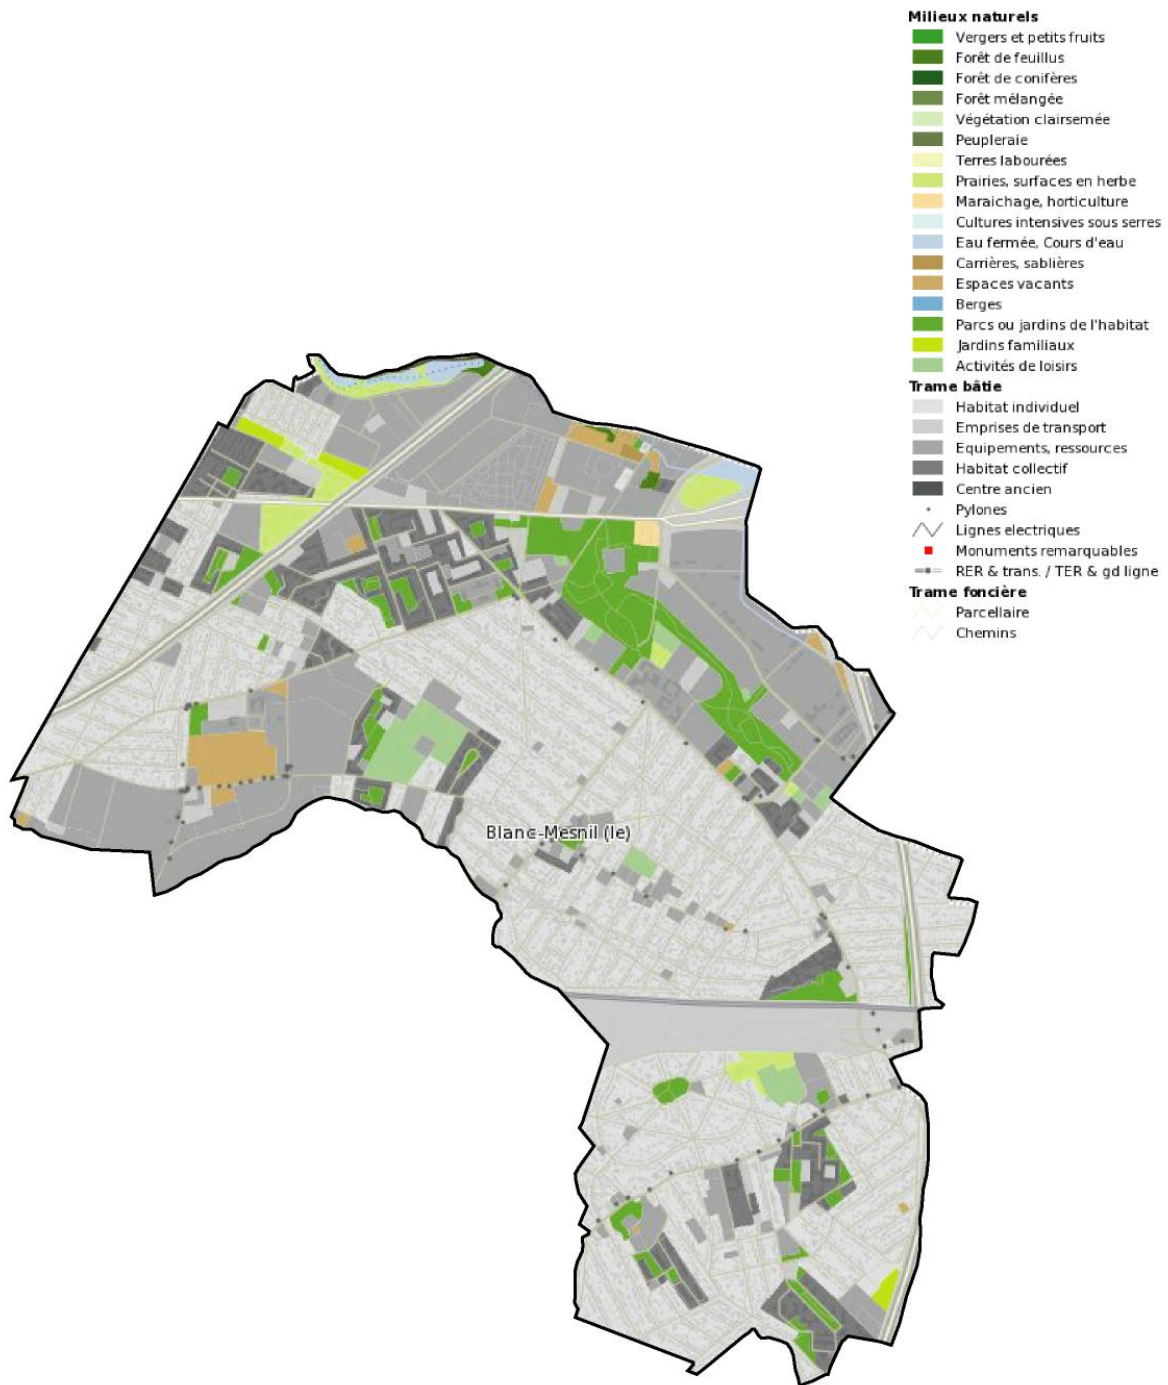 Milieux naturels
Vergers et petits fruits
Forêt de feuillus
Forêt de conifères
Forêt mélangée
Végétation clairsemée
Peupleraie
Terres labourées
Prairies, surfaces en herbe
Maraichage, horticulture
Cultures intensives sous serres
Eau fermée, Cours d'eau
Carrières, sablières
Espaces vacants
Berges
Parcs ou jardins de l'habitat
Jardins familiaux
Activités de loisirs
Trame bâtie
Habitat individuel
Emprises de transport
Equipements, ressources
Habitat collectif
Centre ancien
Pylones
Lignes electriques
Monuments remarquables
RER & trans. / TER & gd ligne
Trame foncière
Parcellaire
Chemins
Blanc-Mesnil (le)